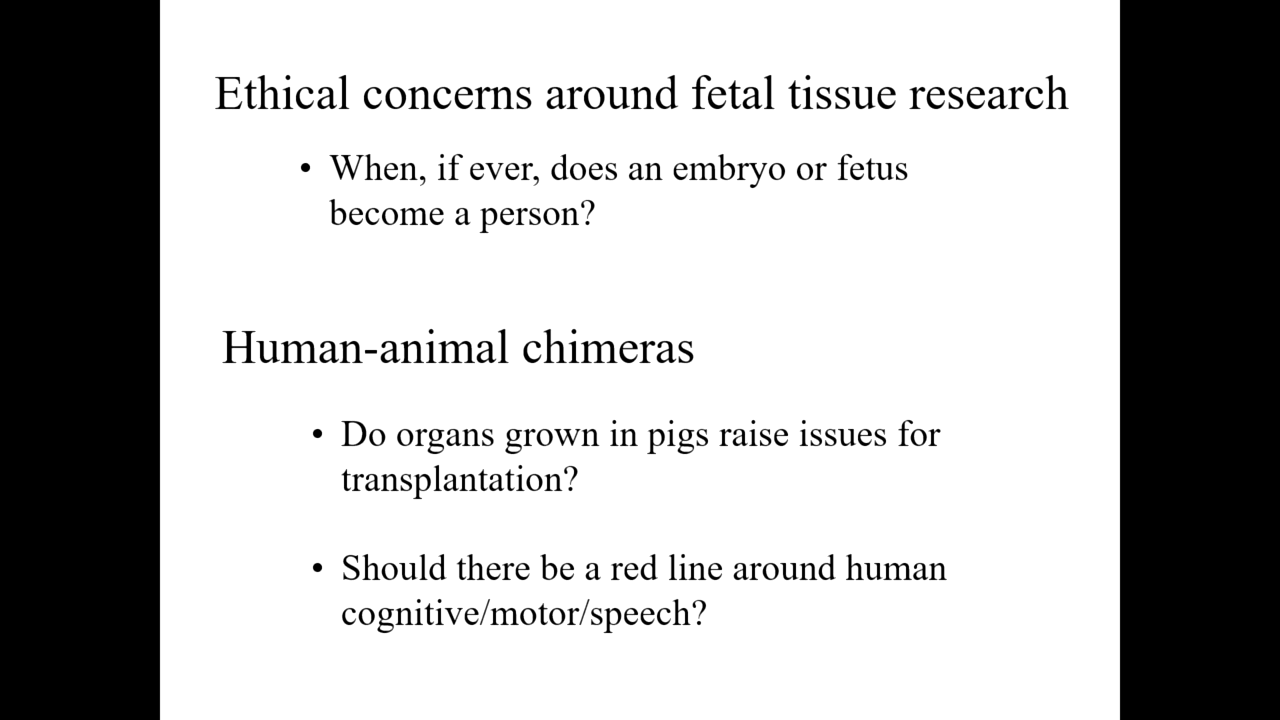 Ethical concerns around fetal tissue research
• When, if ever, does an embryo or fetus
become a person?
Human-animal chimeras
• Do organs grown in pigs raise issues for
transplantation?
• Should there be a red line around human
cognitive/motor/speech?